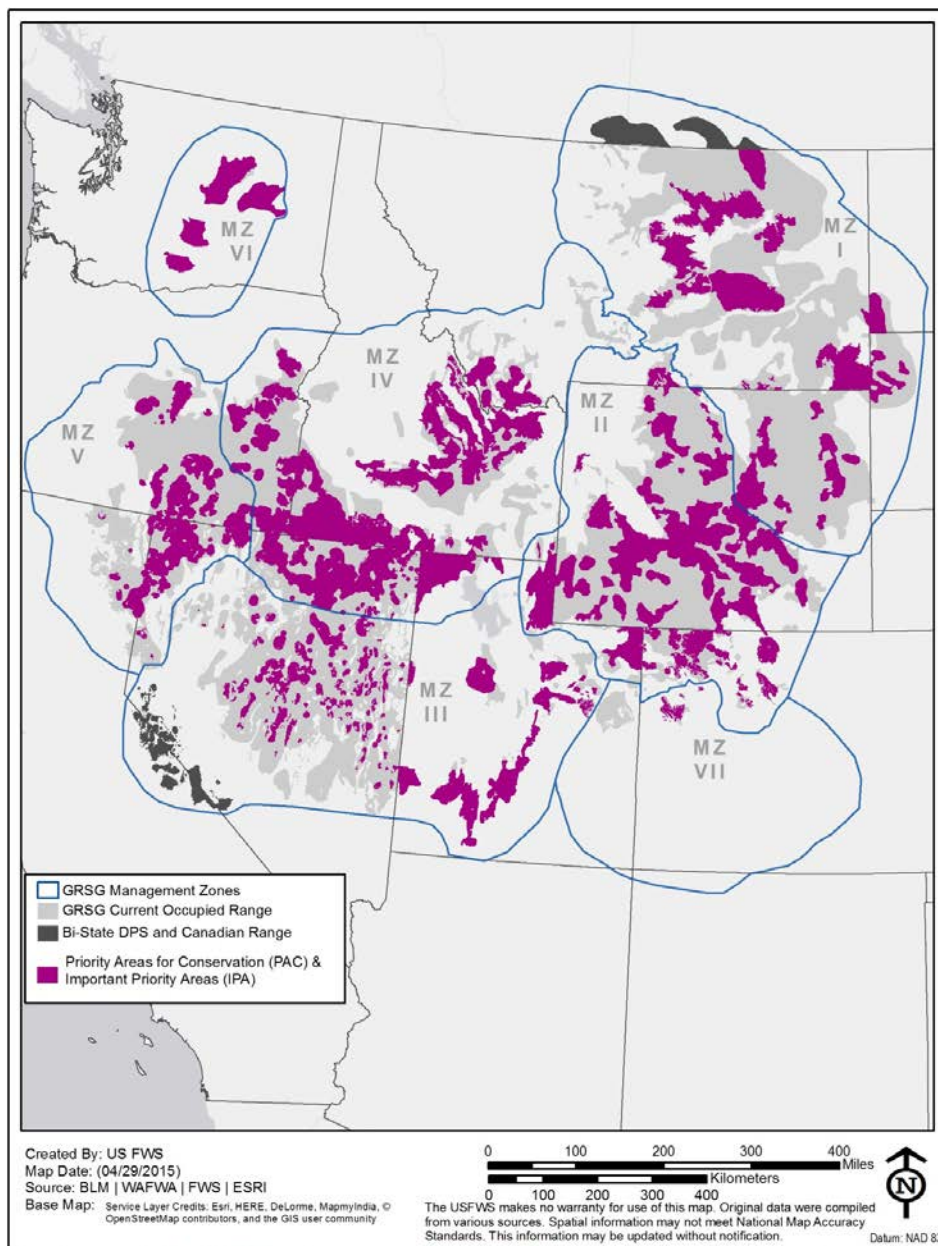 MZ
VI
MZ
I
MZ
IV
MZ
II
MZ
V
MZ
III
MZ
VII
GRSG Management Zones
GRSG Current Occupied Range
Bi-State DPS and Canadian Range
Priority Areas for Conservation (PAC) &
Important Priority Areas (IPA)
Created By: US FWS
Map Date: (04/29/2015)
Source: BLM | WAFWA | FWS | ESRI
Base Map: Service Layer Credits: Esri, HERE, DeLorme, MapmyIndia, ©
OpenStreetMap contributors, and the GIS user community
0 100 200 300 400
Miles
Kilometers
0 100 200 300 400
The USFWS makes no warranty for use of this map. Original data were compiled
from various sources. Spatial information may not meet National Map Accuracy
Standards. This information may be updated without notification.
N
Datum: NAD 83